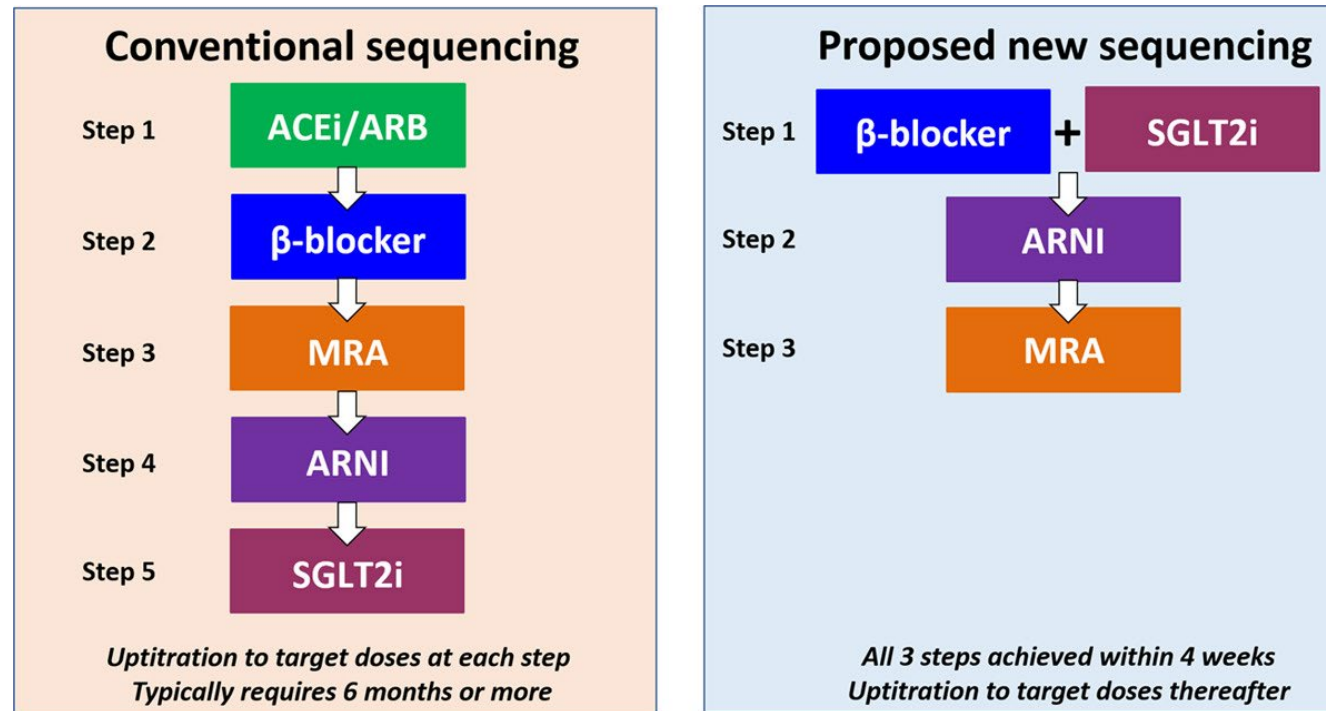 Conventional sequencing
Step 1
ACEi/ARB
Step 2
β-blocker
Step 3
MRA
Step 4
ARNI
Step 5
SGLT2i
Uptitration to target doses at each step
Typically requires 6 months or more
Proposed new sequencing
Step 1
β-blocker + SGLT2i
Step 2
ARNI
Step 3
MRA
All 3 steps achieved within 4 weeks
Uptitration to target doses thereafter